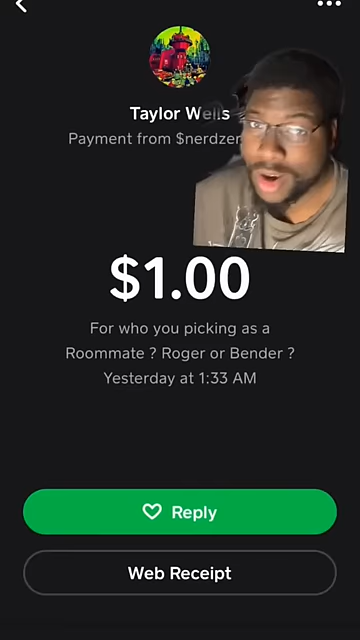 Taylor Wells
Payment from $nerdzer
$1.00
For who you picking as a
Roommate ? Roger or Bender ?
Yesterday at 1:33 AM
Reply
Web Receipt